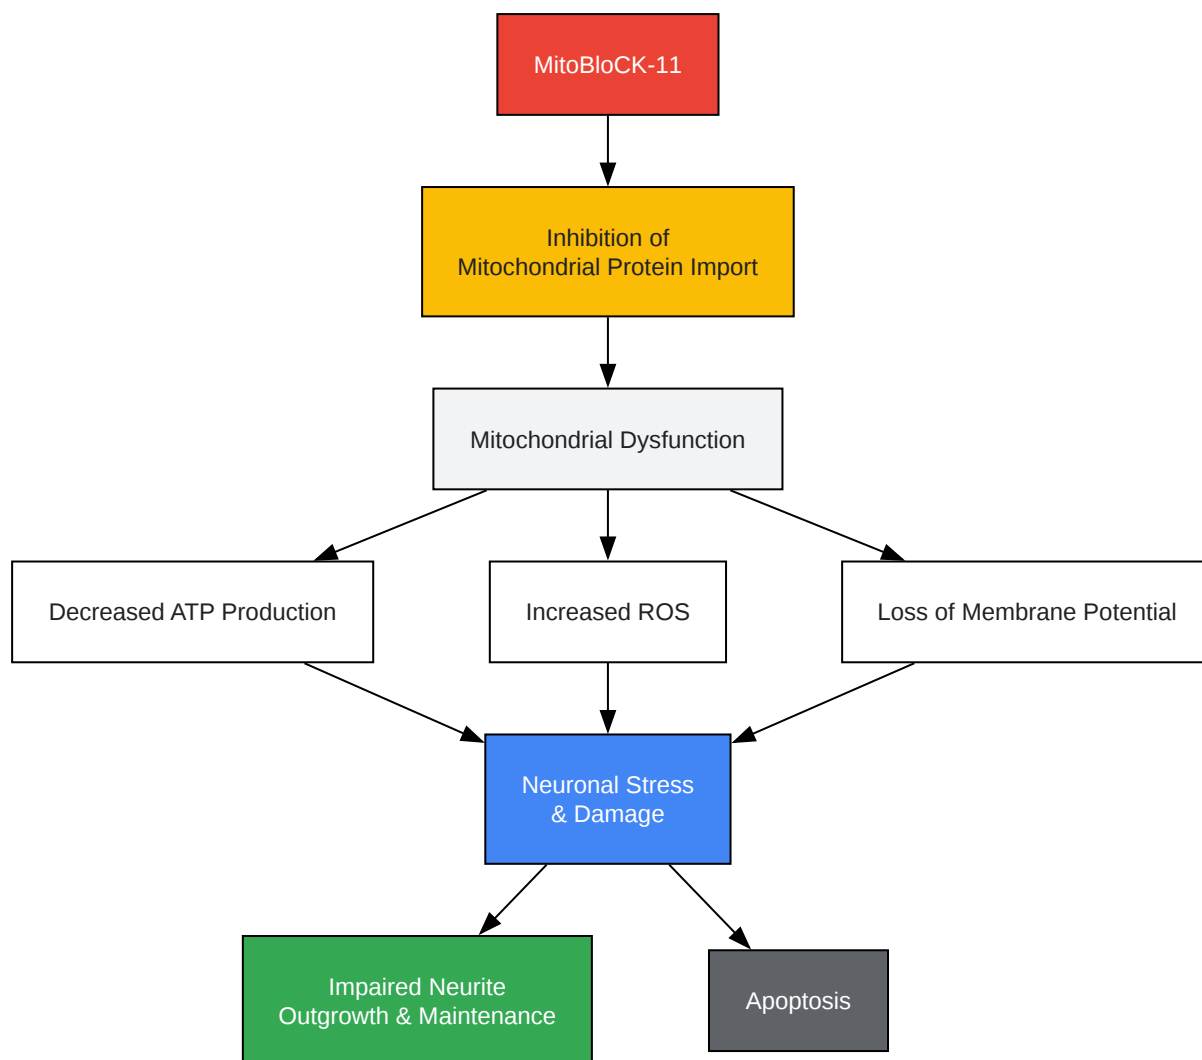 MitoBloCK-11
Inhibition of
Mitochondrial Protein Import
Mitochondrial Dysfunction
Decreased ATP Production
Increased ROS
Loss of Membrane Potential
Neuronal Stress
& Damage
Impaired Neurite
Outgrowth & Maintenance
Apoptosis